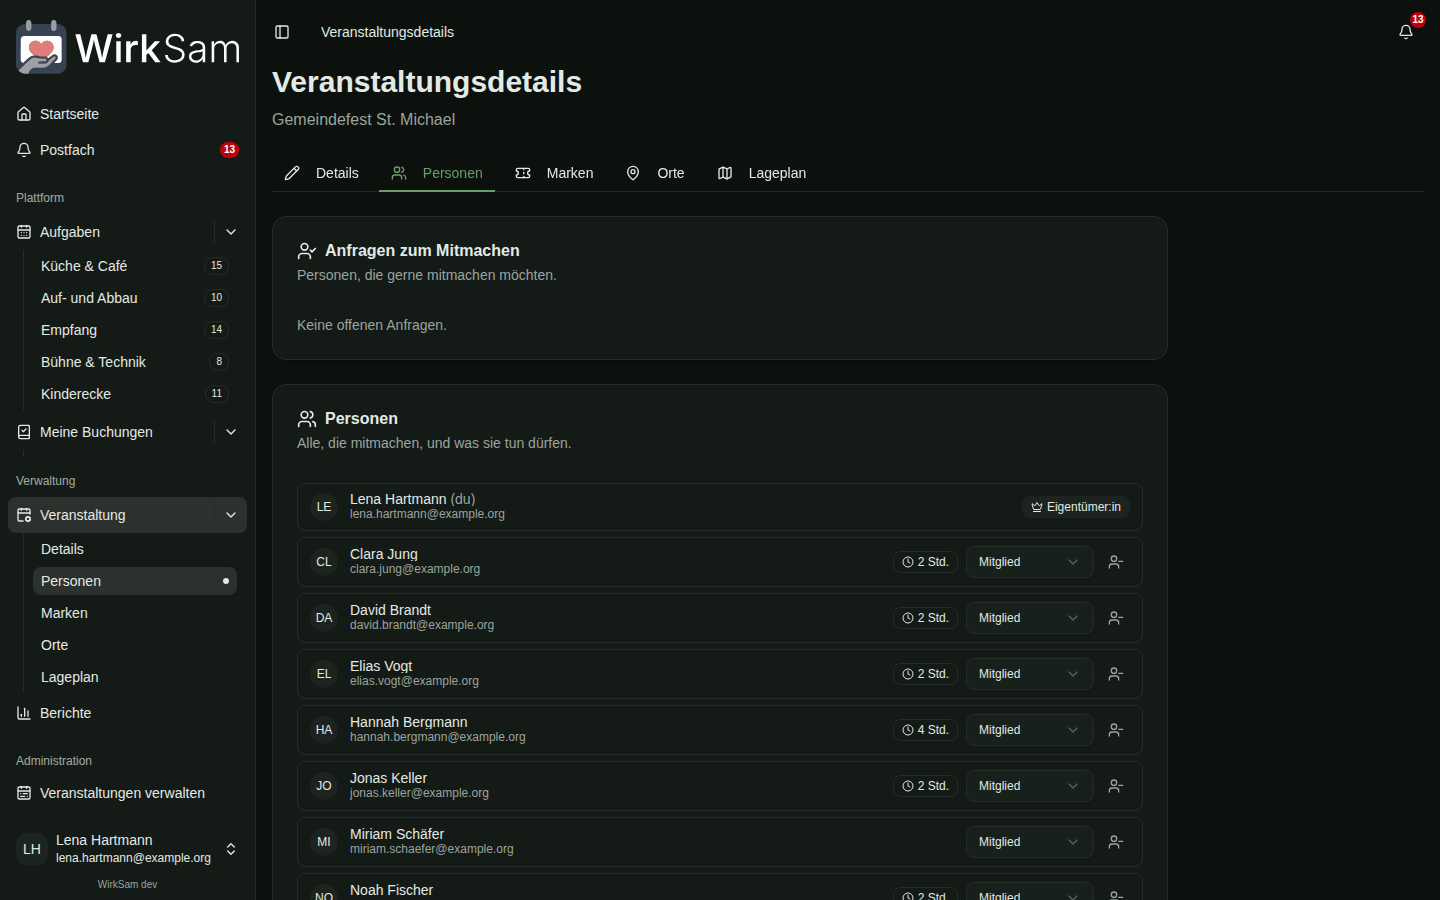 WirkSam
Startseite
Postfach
13
Plattform
Aufgaben
Küche & Café
15
Auf- und Abbau
10
Empfang
14
Bühne & Technik
8
Kinderecke
11
Meine Buchungen
Verwaltung
Veranstaltung
Details
Personen
Marken
Orte
Lageplan
Berichte
Administration
Veranstaltungen verwalten
LH
Lena Hartmann
lena.hartmann@example.org
WirkSam dev
Veranstaltungsdetails
13
Veranstaltungsdetails
Gemeindefest St. Michael
Details
Personen
Marken
Orte
Lageplan
Anfragen zum Mitmachen
Personen, die gerne mitmachen möchten.
Keine offenen Anfragen.
Personen
Alle, die mitmachen, und was sie tun dürfen.
LE
Lena Hartmann (du)
lena.hartmann@example.org
Eigentümer:in
CL
Clara Jung
clara.jung@example.org
2 Std.
Mitglied
DA
David Brandt
david.brandt@example.org
2 Std.
Mitglied
EL
Elias Vogt
elias.vogt@example.org
2 Std.
Mitglied
HA
Hannah Bergmann
hannah.bergmann@example.org
4 Std.
Mitglied
JO
Jonas Keller
jonas.keller@example.org
2 Std.
Mitglied
MI
Miriam Schäfer
miriam.schaefer@example.org
Mitglied
NO
Noah Fischer
2 Std.
Mitglied